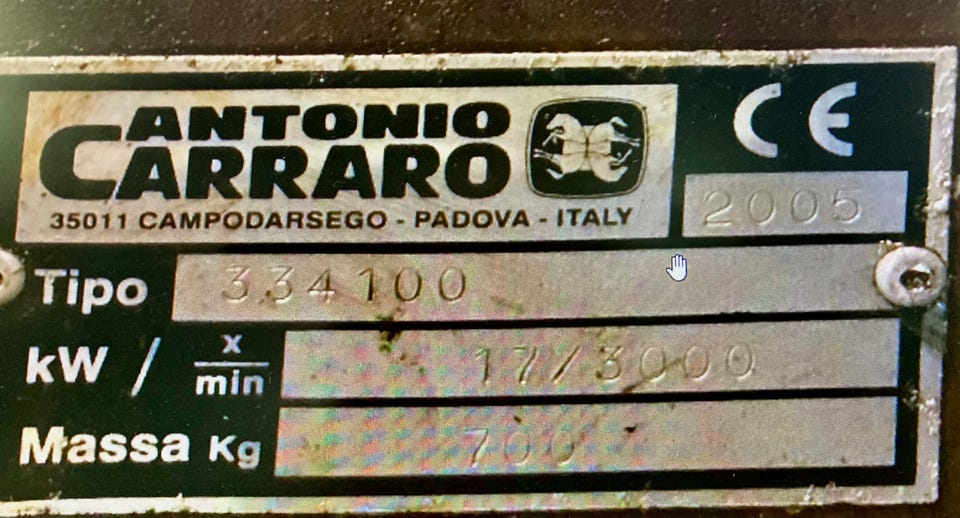 ANTONIO
CARRARO
35011 CAMPODARSEGO - PADOVA - ITALY
CE
2005
Tipo 334100
kW / x/min 17/3000
Massa Kg 700